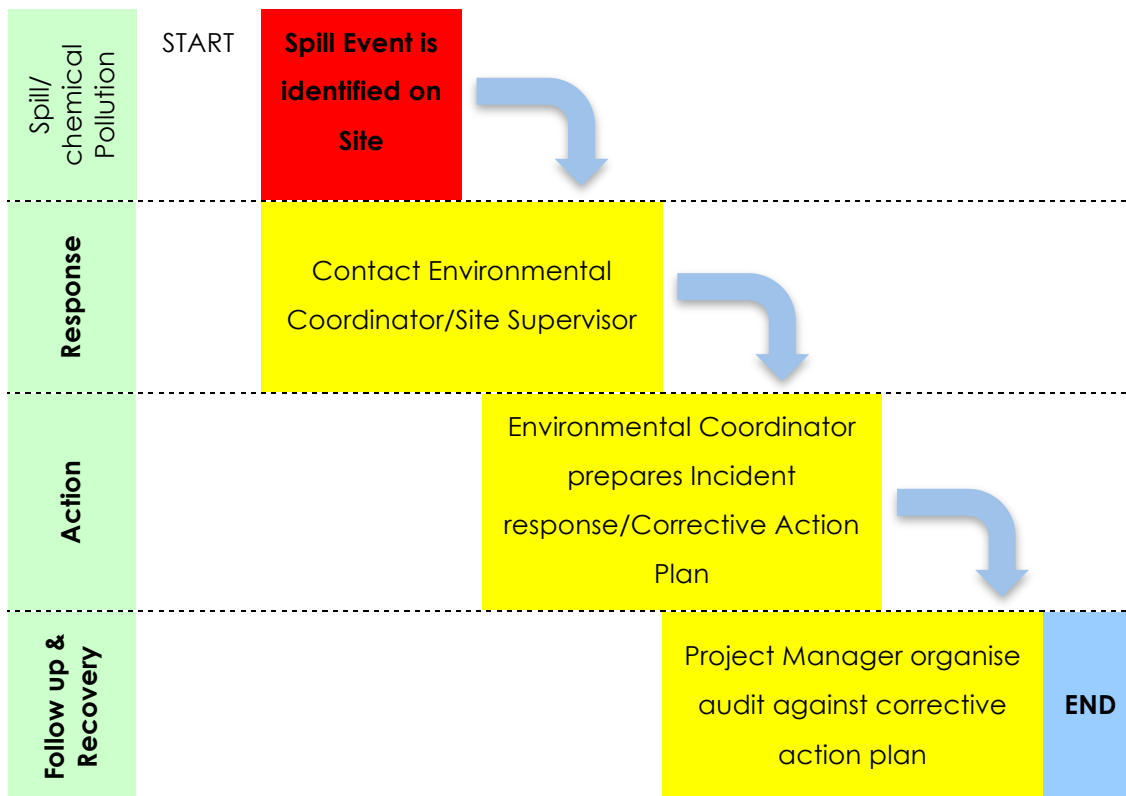 Spill/
chemical
Pollution
START
Spill Event is
identified on
Site
Response
Contact Environmental
Coordinator/Site Supervisor
Action
Environmental Coordinator
prepares Incident
response/Corrective Action
Plan
Follow up &
Recovery
Project Manager organise
audit against corrective
action plan
END